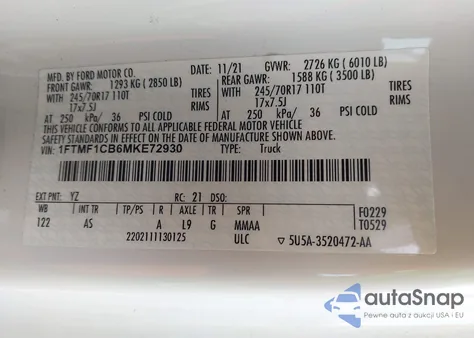 MFD. BY FORD MOTOR CO. DATE: 11/21 GVWR: 2726 KG (6010 LB)
FRONT GAWR: 1293 KG (2850 LB) REAR GAWR: 1588 KG (3500 LB)
WITH 245/70R17 110T TIRES WITH 245/70R17 110T TIRES
17x7.5J RIMS 17x7.5J RIMS
AT 250 kPa/ 36 PSI COLD AT 250 kPa/ 36 PSI COLD
THIS VEHICLE CONFORMS TO ALL APPLICABLE FEDERAL MOTOR VEHICLE
SAFETY STANDARDS IN EFFECT ON THE DATE OF MANUFACTURE SHOWN ABOVE.
VIN: 1FTMF1CB6MKE72930 TYPE: Truck
EXT PNT: YZ RC: 21 DSO: F0229
WB INT TR TP/PS R AXLE TR SPR T0529
122 AS A L9 G MMAA
2202111130125 ULC ▽ 5U5A-3520472-AA
autoSnap
Pewne auta z aukcji USA i EU